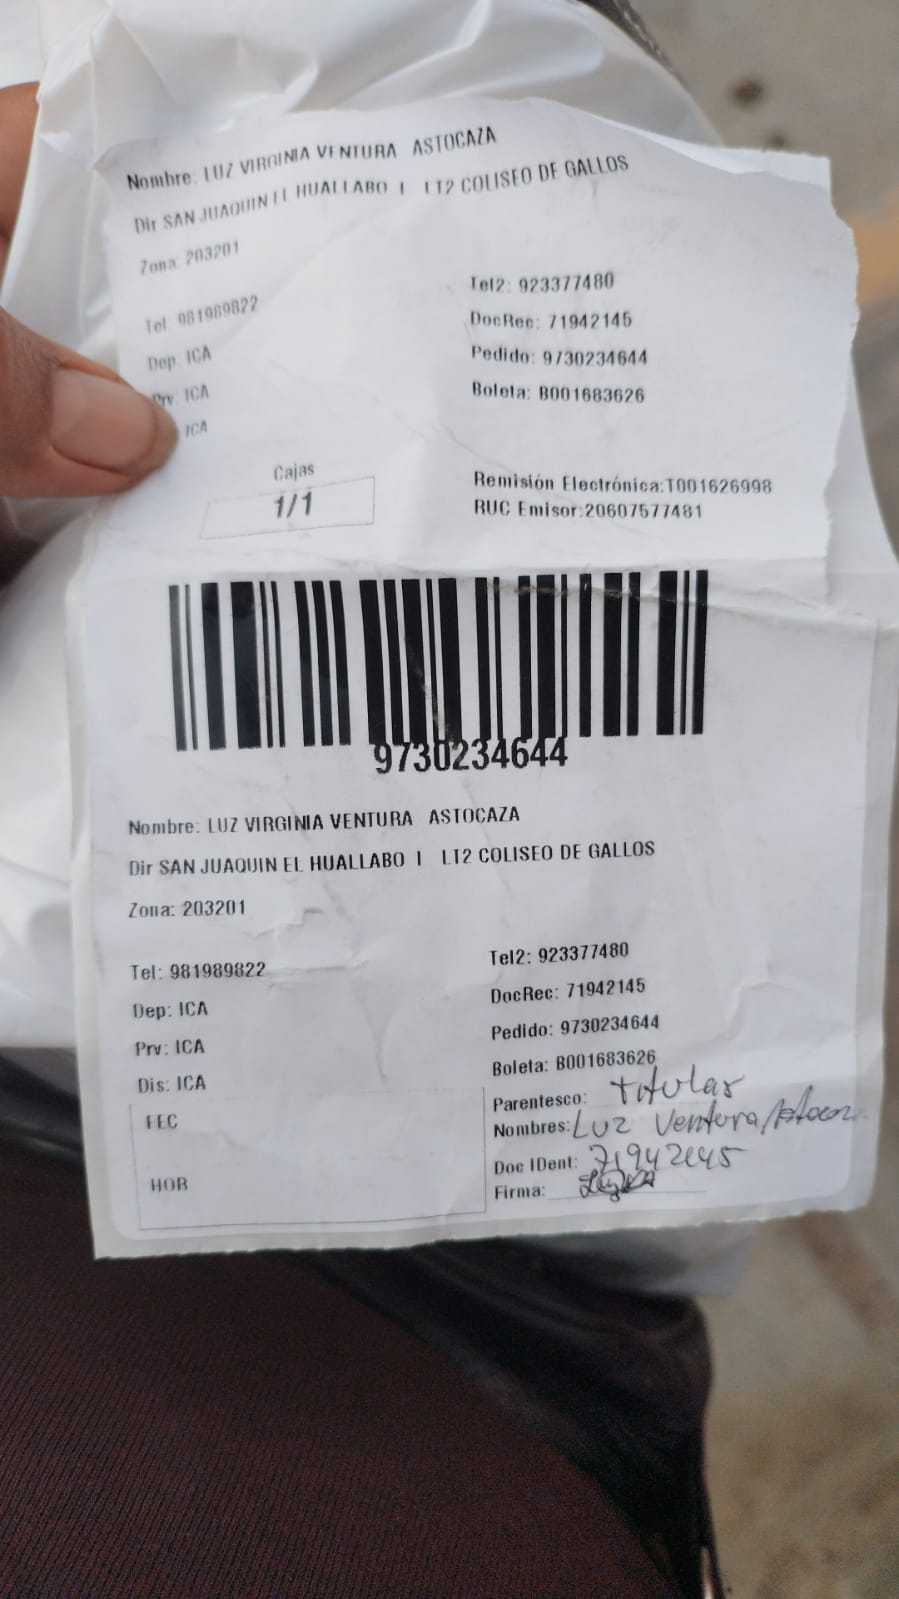 Nombre: LUZ VIRGINIA VENTURA ASTOCAZA
Dir SAN JUAQUIN EL HUALLABO I LT2 COLISEO DE GALLOS
Zona: 203201
Tel: 981989822 Tel2: 923377480
Dep: ICA DocRec: 71942145
Prv: ICA Pedido: 9730234644
ICA Boleta: B001683626
Cajas
1/1
Remisión Electrónica:T001626998
RUC Emisor:20607577481
9730234644
Nombre: LUZ VIRGINIA VENTURA ASTOCAZA
Dir SAN JUAQUIN EL HUALLABO I LT2 COLISEO DE GALLOS
Zona: 203201
Tel: 981989822 Tel2: 923377480
Dep: ICA DocRec: 71942145
Prv: ICA Pedido: 9730234644
Dis: ICA Boleta: B001683626
FEC
HOR
Parentesco: Titular
Nombres: Luz Ventura
Doc IDent: 71942145
Firma: